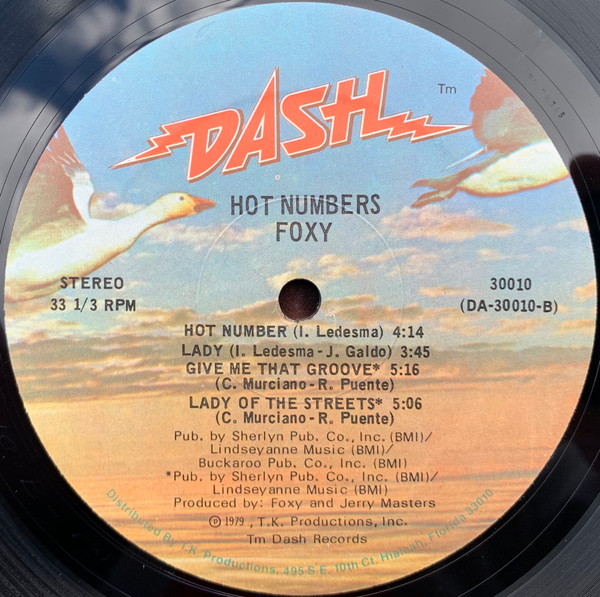 DASH Tm
HOT NUMBERS
FOXY
STEREO
33 1/3 RPM
30010
(DA-30010-B)
HOT NUMBER (I. Ledesma) 4:14
LADY (I. Ledesma - J. Galdo) 3:45
GIVE ME THAT GROOVE* 5:16
(C. Murciano - R. Puente)
LADY OF THE STREETS* 5:06
(C. Murciano - R. Puente)
Pub. by Sherlyn Pub. Co., Inc. (BMI)/
Lindseyanne Music (BMI)/
Buckaroo Pub. Co., Inc. (BMI)
*Pub. by Sherlyn Pub. Co., Inc. (BMI)/
Lindseyanne Music (BMI)
Produced by: Foxy and Jerry Masters
℗ 1979 , T.K. Productions, Inc.
Tm Dash Records
Distributed By T.K. Productions, 495 S.E. 10th Ct. Hialeah, Florida 33010